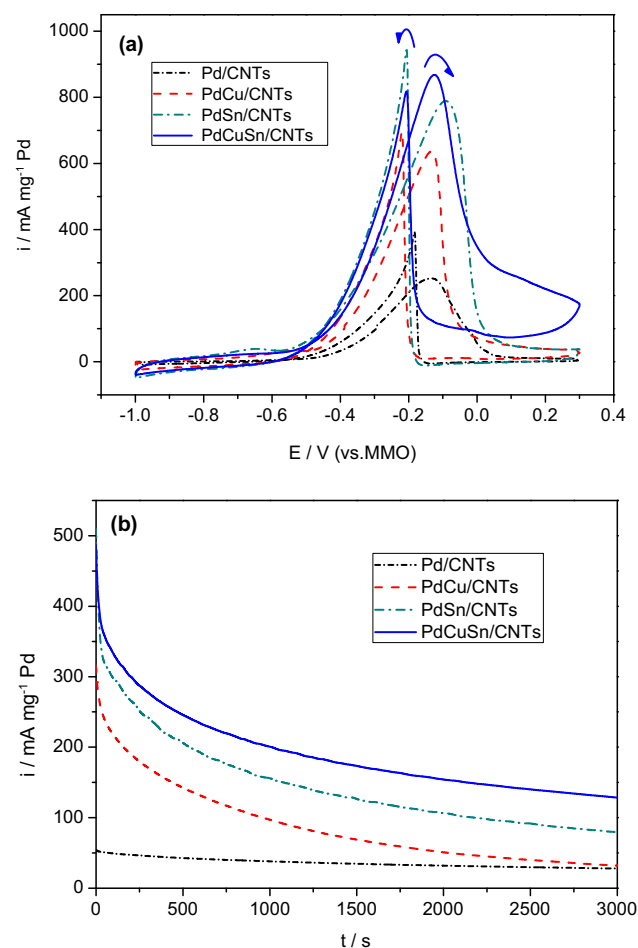 (a)
Pd/CNTs
PdCu/CNTs
PdSn/CNTs
PdCuSn/CNTs
1000
800
600
400
200
0
i / mA mg⁻¹ Pd
-1.0 -0.8 -0.6 -0.4 -0.2 0.0 0.2 0.4
E / V (vs.MMO)
(b)
Pd/CNTs
PdCu/CNTs
PdSn/CNTs
PdCuSn/CNTs
500
400
300
200
100
0
i / mA mg⁻¹ Pd
0 500 1000 1500 2000 2500 3000
t / s